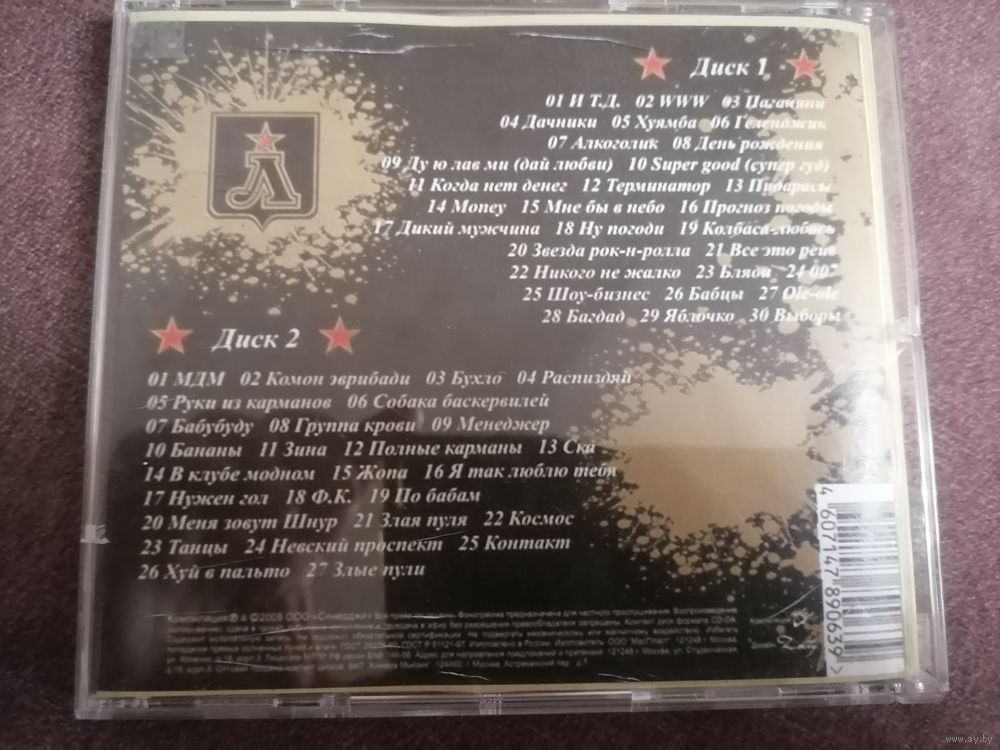 Л
Диск 1
01 И Т.Д. 02 WWW 03 Паганини
04 Дачники 05 Хуямба 06 Геленджик
07 Алкоголик 08 День рождения
09 Ду ю лав ми (дай любви) 10 Super good (супер гуд)
11 Когда нет денег 12 Терминатор 13 Пидарасы
14 Money 15 Мне бы в небо 16 Прогноз погоды
17 Дикий мужчина 18 Ну погоди 19 Колбаса-любовь
20 Звезда рок-н-ролла 21 Все это рейв
22 Никого не жалко 23 Бляди 24 007
25 Шоу-бизнес 26 Бабцы 27 Ole-ole
28 Багдад 29 Яблочко 30 Выборы
Диск 2
01 МДМ 02 Комон эврибади 03 Бухло 04 Распиздяй
05 Руки из карманов 06 Собака баскервилей
07 Бабубуду 08 Группа крови 09 Менеджер
10 Бананы 11 Зина 12 Полные карманы 13 Ска
14 В клубе модном 15 Жопа 16 Я так люблю тебя
17 Нужен гол 18 Ф.К. 19 По бабам
20 Меня зовут Шнур 21 Злая пуля 22 Космос
23 Танцы 24 Невский проспект 25 Контакт
26 Хуй в пальто 27 Злые пули
4 607147 890639 >
www.ay.by